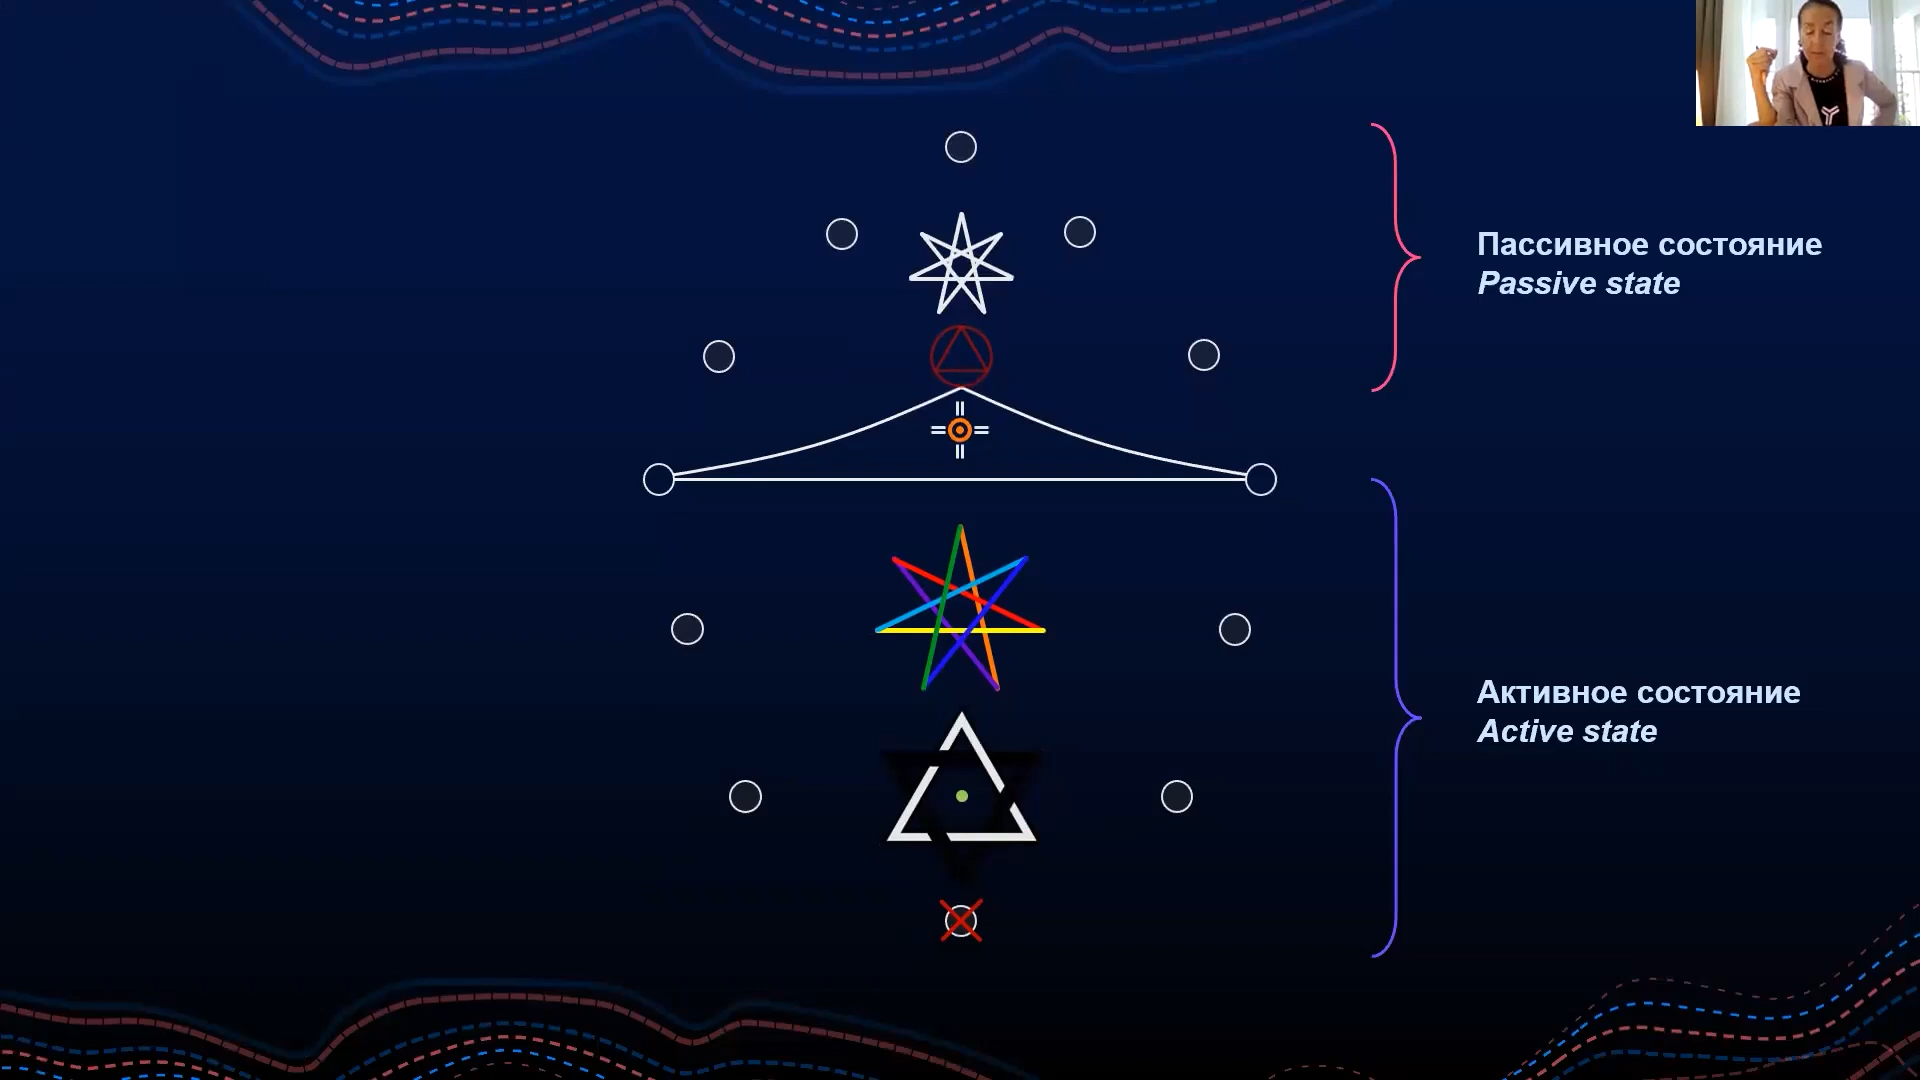 Пассивное состояние
Passive state
Активное состояние
Active state